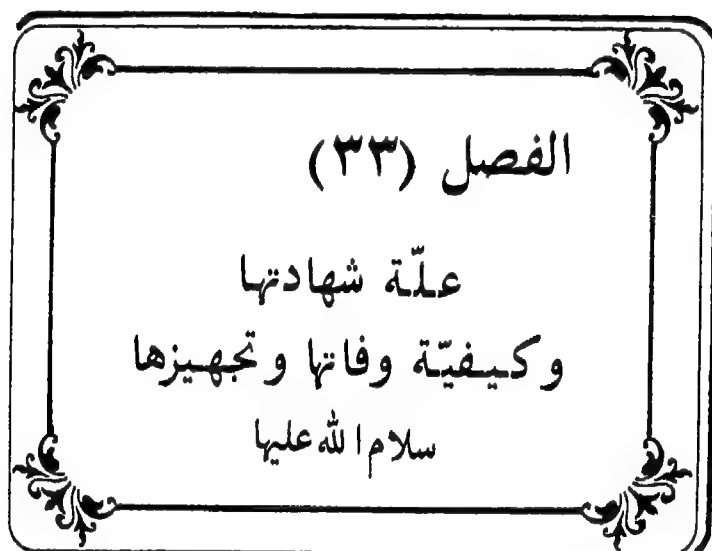 الفصل (٣٣)
علّة شهادتها
وكيفيّة وفاتها وتجهيزها
سلام الله عليها